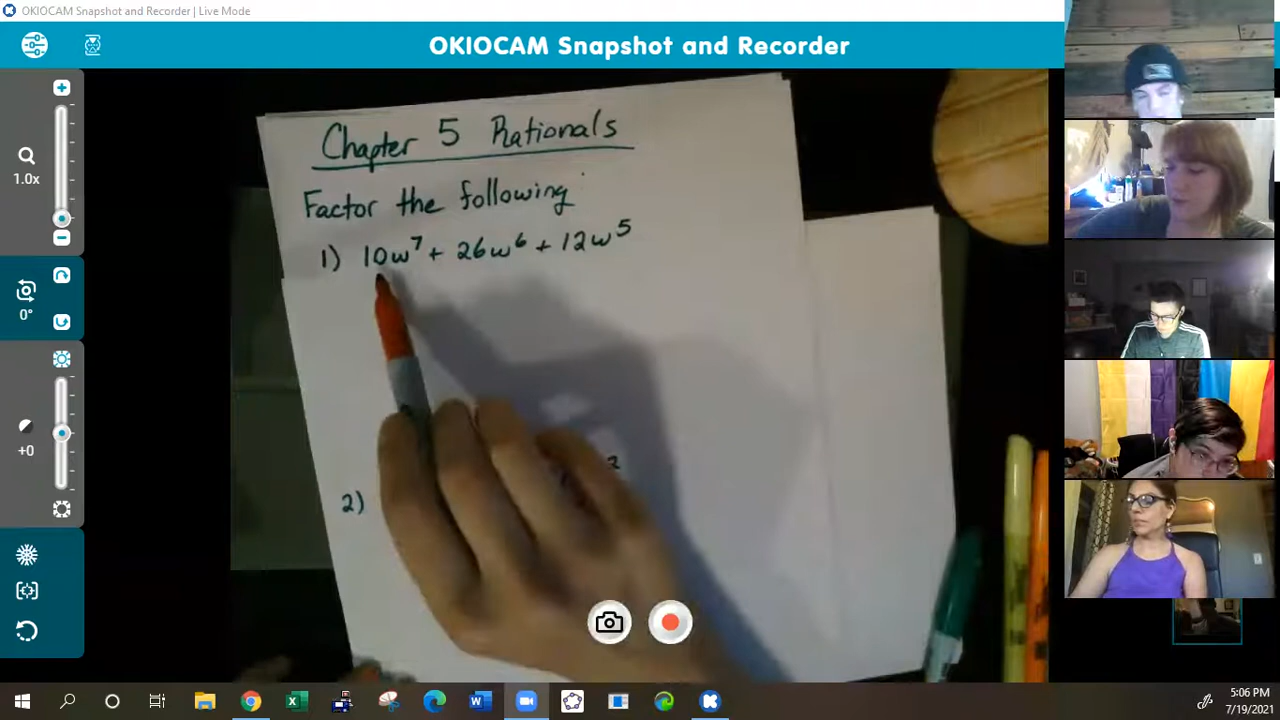 OKIOCAM Snapshot and Recorder | Live Mode
OKIOCAM Snapshot and Recorder
1.0x
0°
+0
Chapter 5 Rationals
Factor the following
1) 10w⁷ + 26w⁶ + 12w⁵
2)
2
5:06 PM
7/19/2021